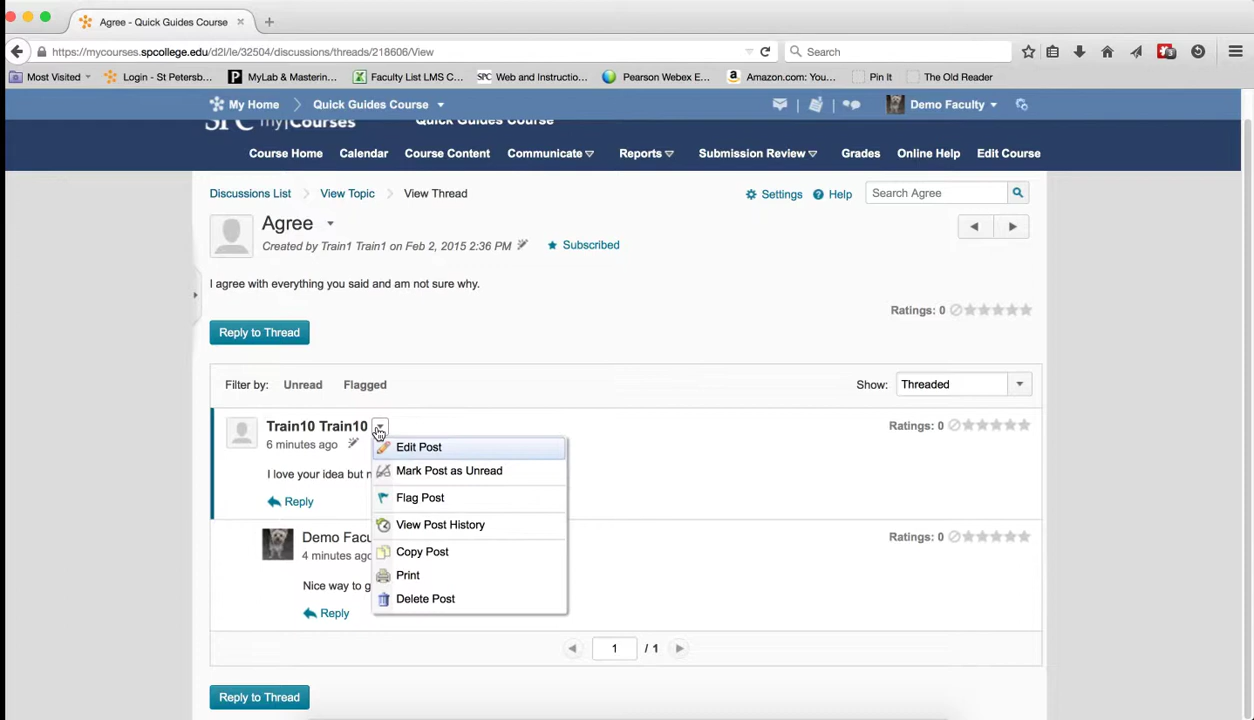 Agree - Quick Guides Course
https://mycourses.spcollege.edu/d2l/le/32504/discussions/threads/218606/View
Search
Most Visited
Login - St Petersb...
MyLab & Mastering...
Faculty List LMS C...
SPC Web and Instructio...
Pearson Webex E...
Amazon.com: You...
Pin It
The Old Reader
My Home
Quick Guides Course
Demo Faculty
SPC my|Courses
Quick Guides Course
Course Home
Calendar
Course Content
Communicate
Reports
Submission Review
Grades
Online Help
Edit Course
Discussions List
View Topic
View Thread
Settings
Help
Search Agree
Agree
Created by Train1 Train1 on Feb 2, 2015 2:36 PM
Subscribed
I agree with everything you said and am not sure why.
Ratings: 0
Reply to Thread
Filter by: Unread Flagged
Show: Threaded
Train10 Train10
Ratings: 0
6 minutes ago
I love your idea but n
Reply
Edit Post
Mark Post as Unread
Flag Post
View Post History
Copy Post
Print
Delete Post
Demo Facu
Ratings: 0
4 minutes ago
Nice way to g
Reply
1 / 1
Reply to Thread